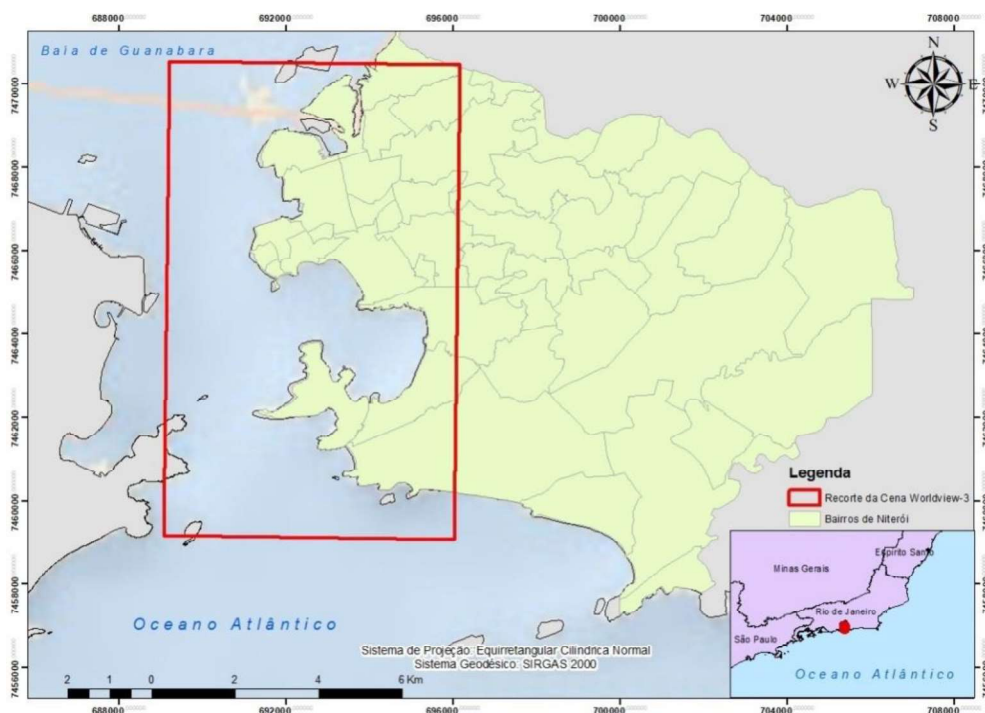 688000 692000 696000 700000 704000 708000
Baía de Guanabara
N
W E
S
7470000
7468000
7466000
7464000
7462000
7460000
7458000
7456000
Legenda
Recorte da Cena Worldview-3
Bairros de Niterói
Espírito Santo
Minas Gerais
Rio de Janeiro
São Paulo
Oceano Atlântico
Oceano Atlântico
Sistema de Projeção: Equirretangular Cilíndrica Normal
Sistema Geodésico: SIRGAS 2000
2 1 0 2 4 6 Km
688000 692000 696000 700000 704000 708000